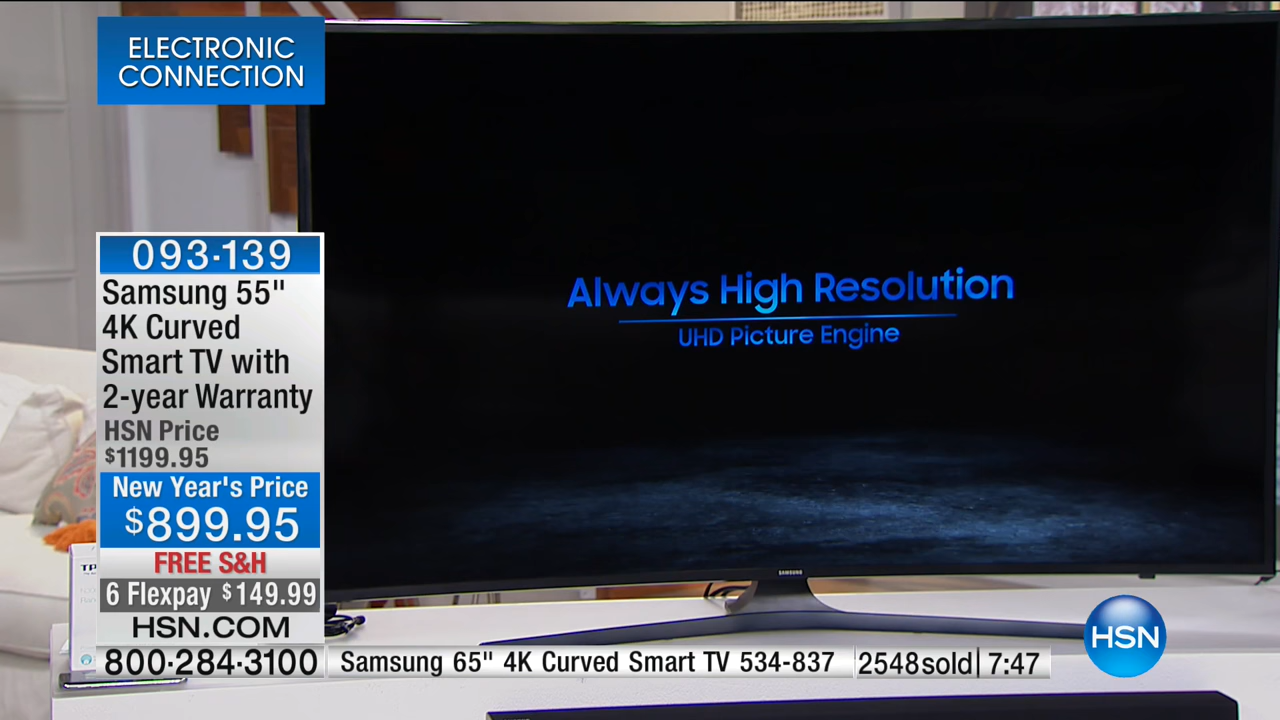 ELECTRONIC
CONNECTION
093·139
Samsung 55"
4K Curved
Smart TV with
2-year Warranty
HSN Price
$1199.95
New Year's Price
$899.95
FREE S&H
6 Flexpay $149.99
HSN.COM
800·284·3100
Always High Resolution
UHD Picture Engine
SAMSUNG
TP
Samsung 65" 4K Curved Smart TV 534-837
2548sold
7:47
HSN